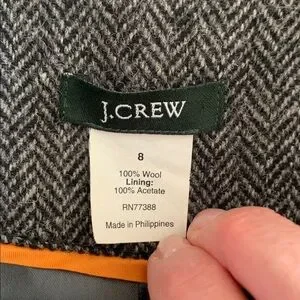 J.CREW
8
100% Wool
Lining:
100% Acetate
RN77388
Made in Philippines